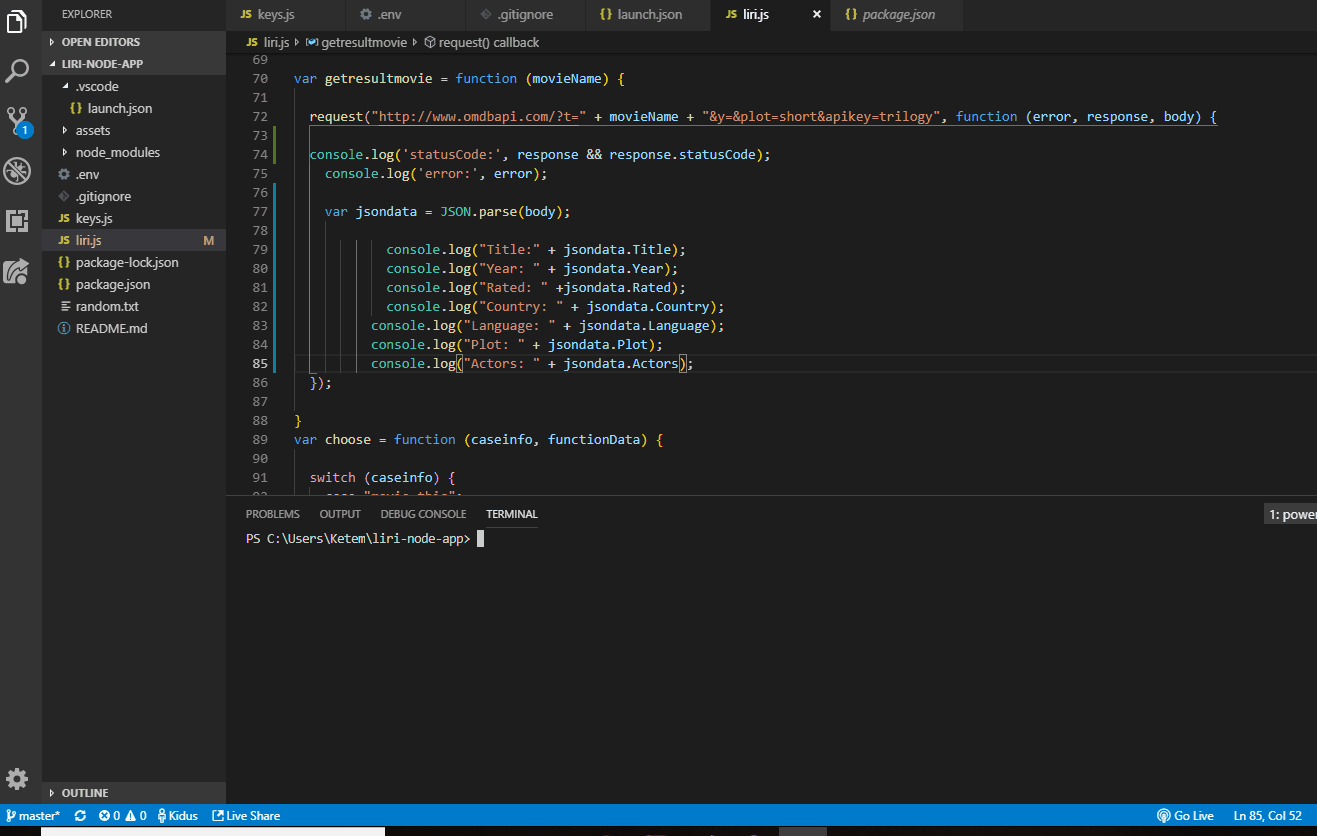 EXPLORER
OPEN EDITORS
LIRI-NODE-APP
.vscode
{} launch.json
assets
node_modules
.env
.gitignore
JS keys.js
JS liri.js M
{} package-lock.json
{} package.json
random.txt
README.md
OUTLINE
1
JS keys.js .env .gitignore {} launch.json JS liri.js × {} package.json
JS liri.js getresultmovie request() callback
69
70 var getresultmovie = function (movieName) {
71
72 request("http://www.omdbapi.com/?t=" + movieName + "&y=&plot=short&apikey=trilogy", function (error, response, body) {
73
74 console.log('statusCode:', response && response.statusCode);
75 console.log('error:', error);
76
77 var jsondata = JSON.parse(body);
78
79 console.log("Title:" + jsondata.Title);
80 console.log("Year: " + jsondata.Year);
81 console.log("Rated: " +jsondata.Rated);
82 console.log("Country: " + jsondata.Country);
83 console.log("Language: " + jsondata.Language);
84 console.log("Plot: " + jsondata.Plot);
85 console.log("Actors: " + jsondata.Actors);
86 });
87
88 }
89 var choose = function (caseinfo, functionData) {
90
91 switch (caseinfo) {
PROBLEMS OUTPUT DEBUG CONSOLE TERMINAL 1: power
PS C:\Users\Ketem\liri-node-app>
master* 0 0 Kidus Live Share Go Live Ln 85, Col 52